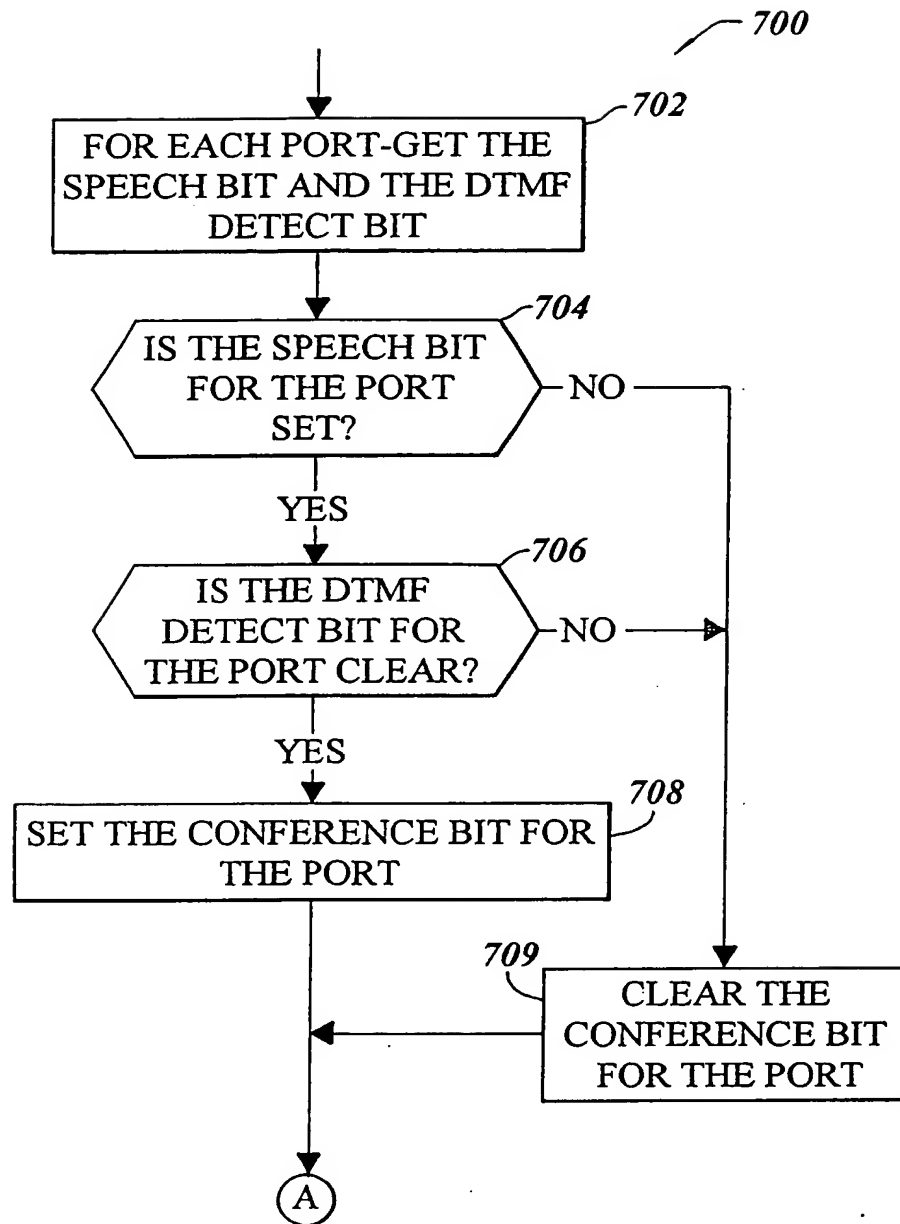 700
702
FOR EACH PORT-GET THE
SPEECH BIT AND THE DTMF
DETECT BIT
704
IS THE SPEECH BIT
FOR THE PORT
SET?
NO
YES
706
IS THE DTMF
DETECT BIT FOR
THE PORT CLEAR?
NO
YES
708
SET THE CONFERENCE BIT FOR
THE PORT
709
CLEAR THE
CONFERENCE BIT
FOR THE PORT
A